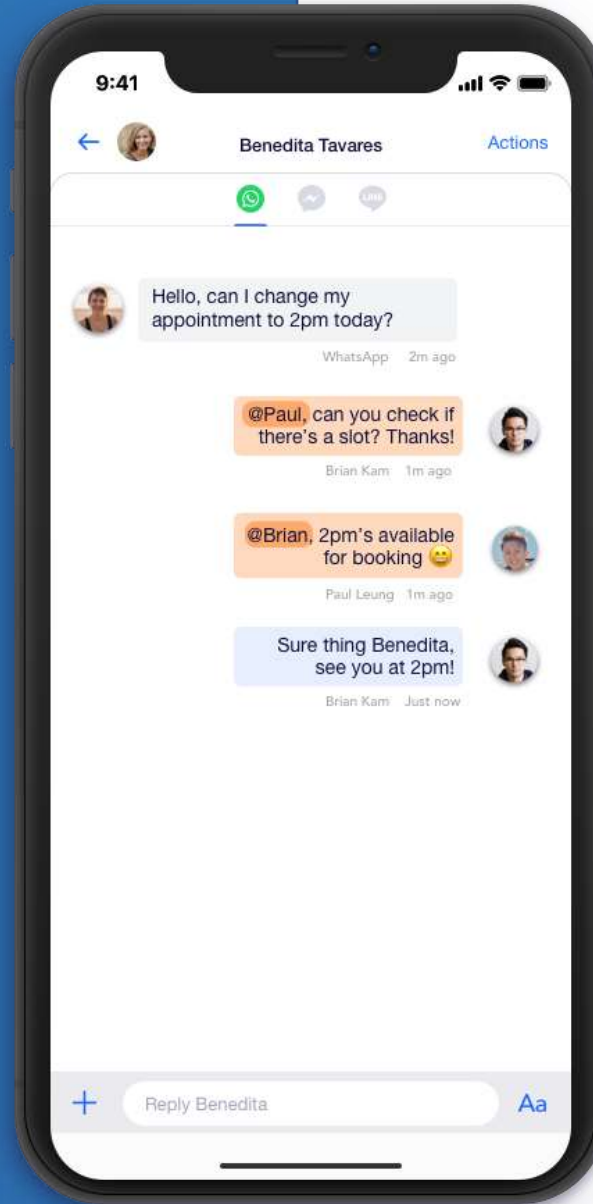 9:41
Benedita Tavares
Actions
LINE
Hello, can I change my
appointment to 2pm today?
WhatsApp 2m ago
@Paul, can you check if
there's a slot? Thanks!
Brian Kam 1m ago
@Brian, 2pm's available
for booking 😁
Paul Leung 1m ago
Sure thing Benedita,
see you at 2pm!
Brian Kam Just now
Reply Benedita
Aa